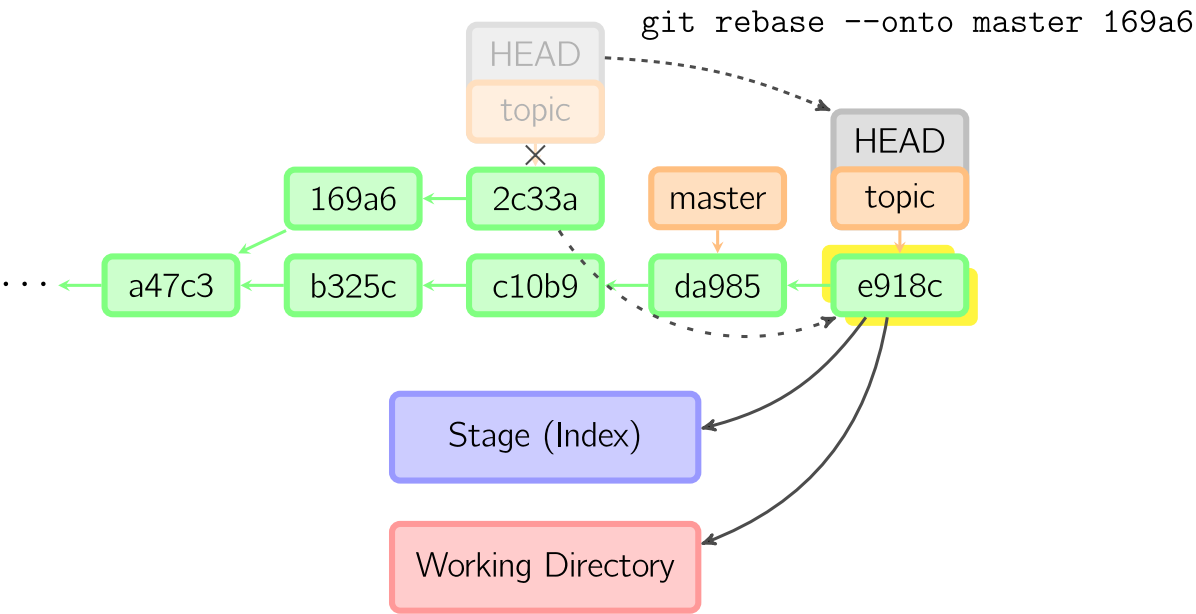 git rebase --onto master 169a6
HEAD
topic
HEAD
topic
169a6
2c33a
master
... a47c3
b325c
c10b9
da985
e918c
Stage (Index)
Working Directory